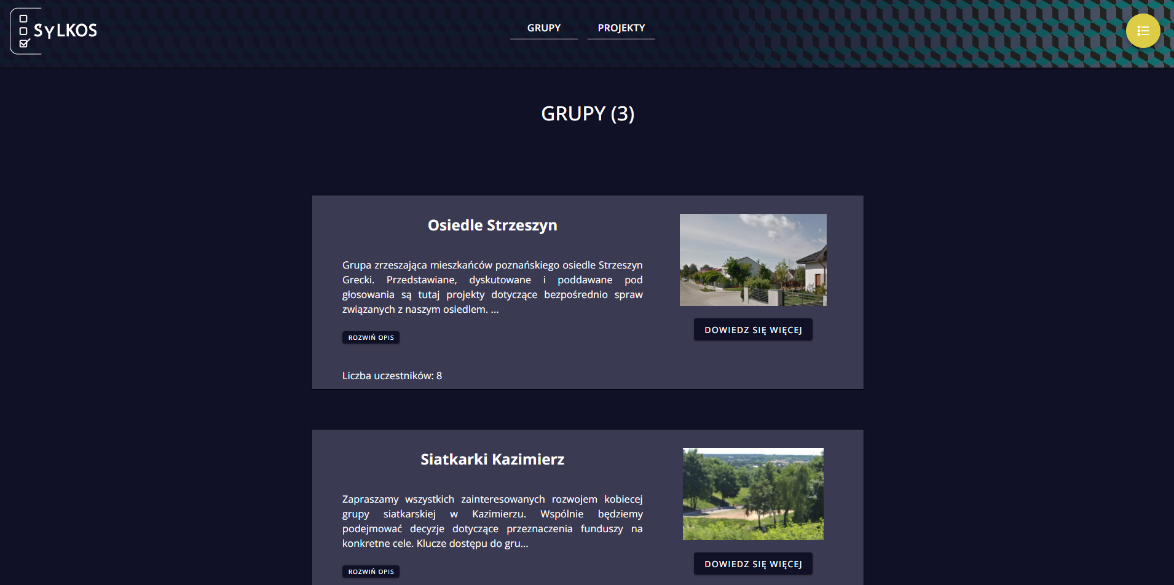 SyLKOS
GRUPY
PROJEKTY
GRUPY (3)
Osiedle Strzeszyn
Grupa zrzeszająca mieszkańców poznańskiego osiedle Strzeszyn
Grecki. Przedstawiane, dyskutowane i poddawane pod
głosowania są tutaj projekty dotyczące bezpośrednio spraw
związanych z naszym osiedlem. ...
ROZWIŃ OPIS
Liczba uczestników: 8
DOWIEDZ SIĘ WIĘCEJ
Siatkarki Kazimierz
Zapraszamy wszystkich zainteresowanych rozwojem kobiecej
grupy siatkarskiej w Kazimierzu. Wspólnie będziemy
podejmować decyzje dotyczące przeznaczenia funduszy na
konkretne cele. Klucze dostępu do gru...
ROZWIŃ OPIS
DOWIEDZ SIĘ WIĘCEJ